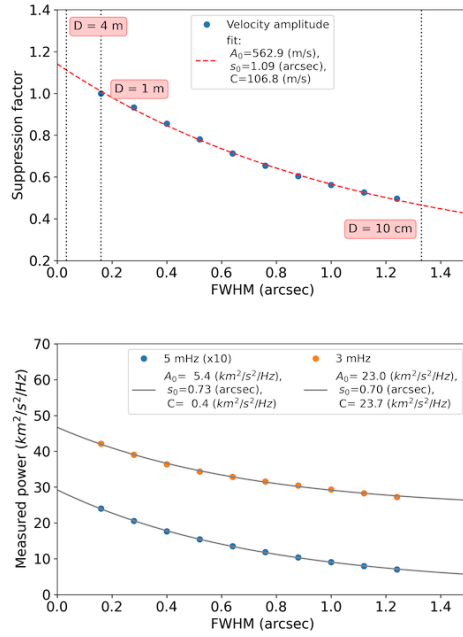 1.4
1.2
1.0
0.8
0.6
0.4
0.2
Suppression factor
D = 4 m
D = 1 m
D = 10 cm
Velocity amplitude
fit:
A₀=562.9 (m/s)
s₀=1.09 (arcsec),
C=106.8 (m/s)
0.0 0.2 0.4 0.6 0.8 1.0 1.2 1.4
FWHM (arcsec)
70
60
50
40
30
20
10
0
Measured power (km²/s²/Hz)
5 mHz (x10)
A₀= 5.4 (km²/s²/Hz),
s₀=0.73 (arcsec),
C= 0.4 (km²/s²/Hz)
3 mHz
A₀= 23.0 (km²/s²/Hz),
s₀=0.70 (arcsec),
C= 23.7 (km²/s²/Hz)
0.0 0.2 0.4 0.6 0.8 1.0 1.2 1.4
FWHM (arcsec)